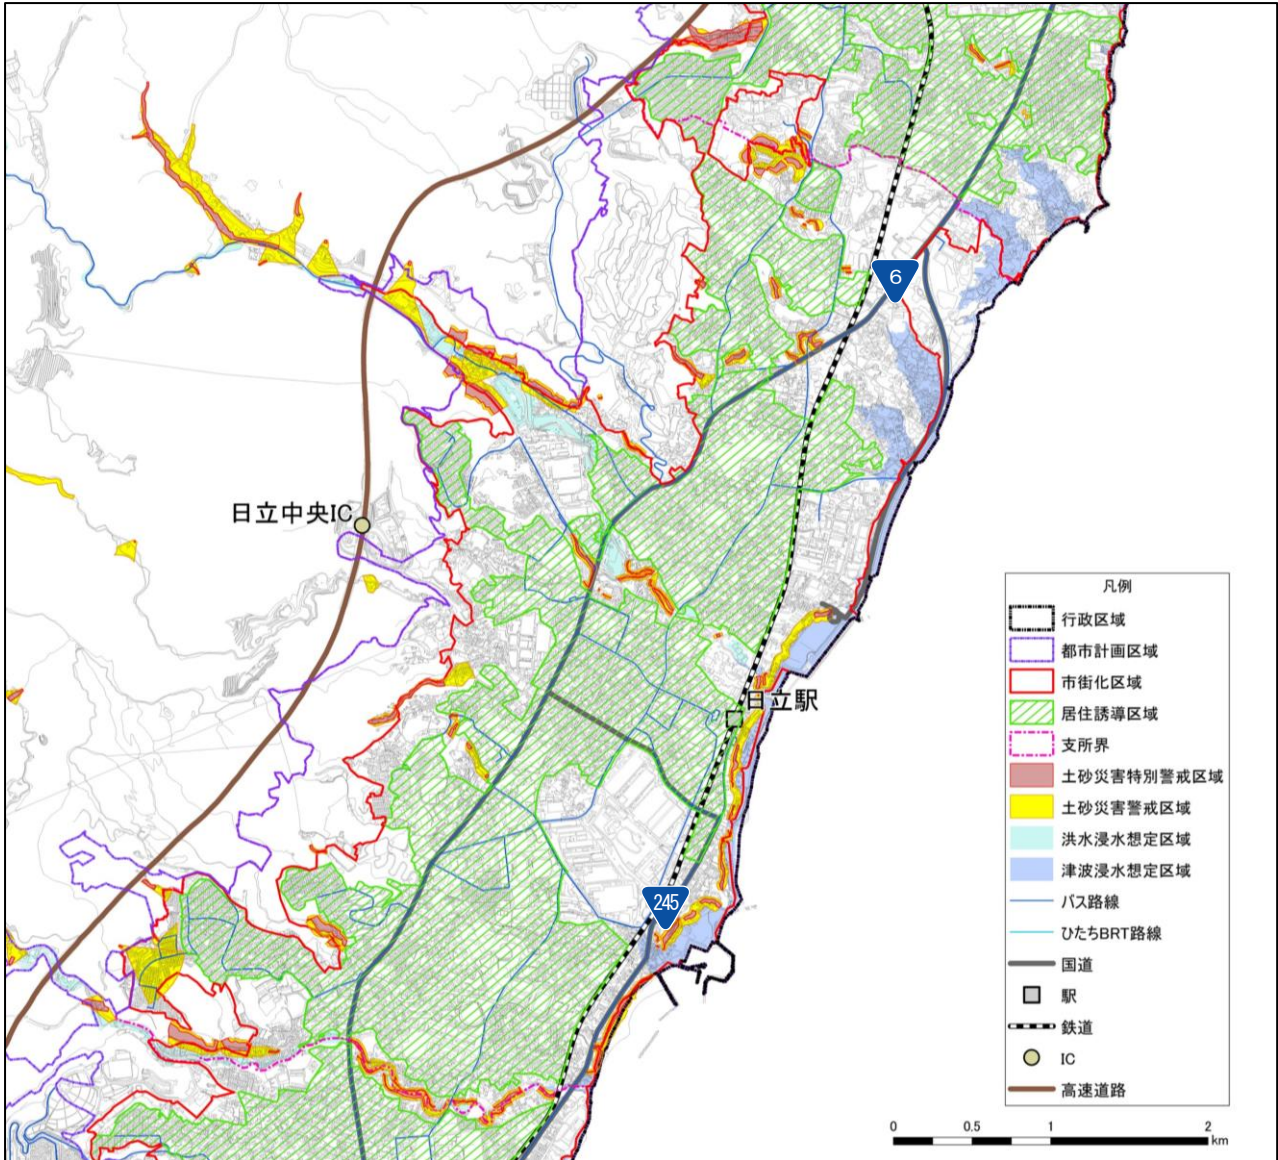 6
日立中央IC
日立駅
245
凡例
行政区域
都市計画区域
市街化区域
居住誘導区域
支所界
土砂災害特別警戒区域
土砂災害警戒区域
洪水浸水想定区域
津波浸水想定区域
バス路線
ひたちBRT路線
国道
駅
鉄道
IC
高速道路
0 0.5 1 2
km